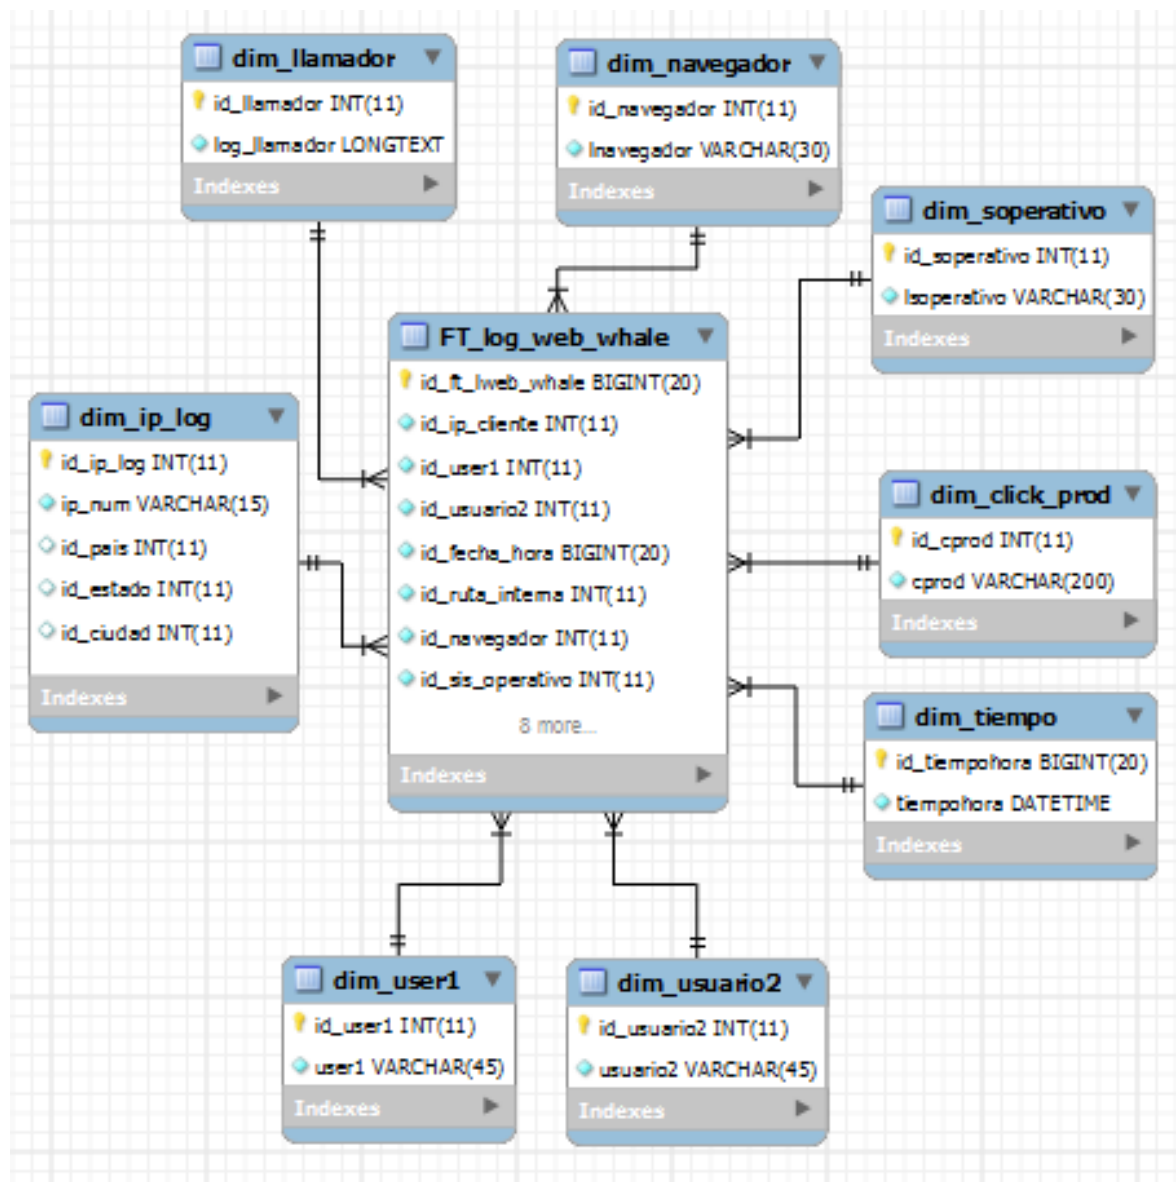 dim_llamador
id_llamador INT(11)
log_llamador LONGTEXT
Indexes
dim_navegador
id_navegador INT(11)
lnavegador VARCHAR(30)
Indexes
dim_soperativo
id_soperativo INT(11)
lsoperativo VARCHAR(30)
Indexes
FT_log_web_whale
id_ft_lweb_whale BIGINT(20)
id_ip_cliente INT(11)
id_user1 INT(11)
id_usuario2 INT(11)
id_fecha_hora BIGINT(20)
id_ruta_interna INT(11)
id_navegador INT(11)
id_sis_operativo INT(11)
8 more...
Indexes
dim_ip_log
id_ip_log INT(11)
ip_num VARCHAR(15)
id_pais INT(11)
id_estado INT(11)
id_ciudad INT(11)
Indexes
dim_click_prod
id_cprod INT(11)
cprod VARCHAR(200)
Indexes
dim_tiempo
id_tiempohora BIGINT(20)
tiempohora DATETIME
Indexes
dim_user1
id_user1 INT(11)
user1 VARCHAR(45)
Indexes
dim_usuario2
id_usuario2 INT(11)
usuario2 VARCHAR(45)
Indexes